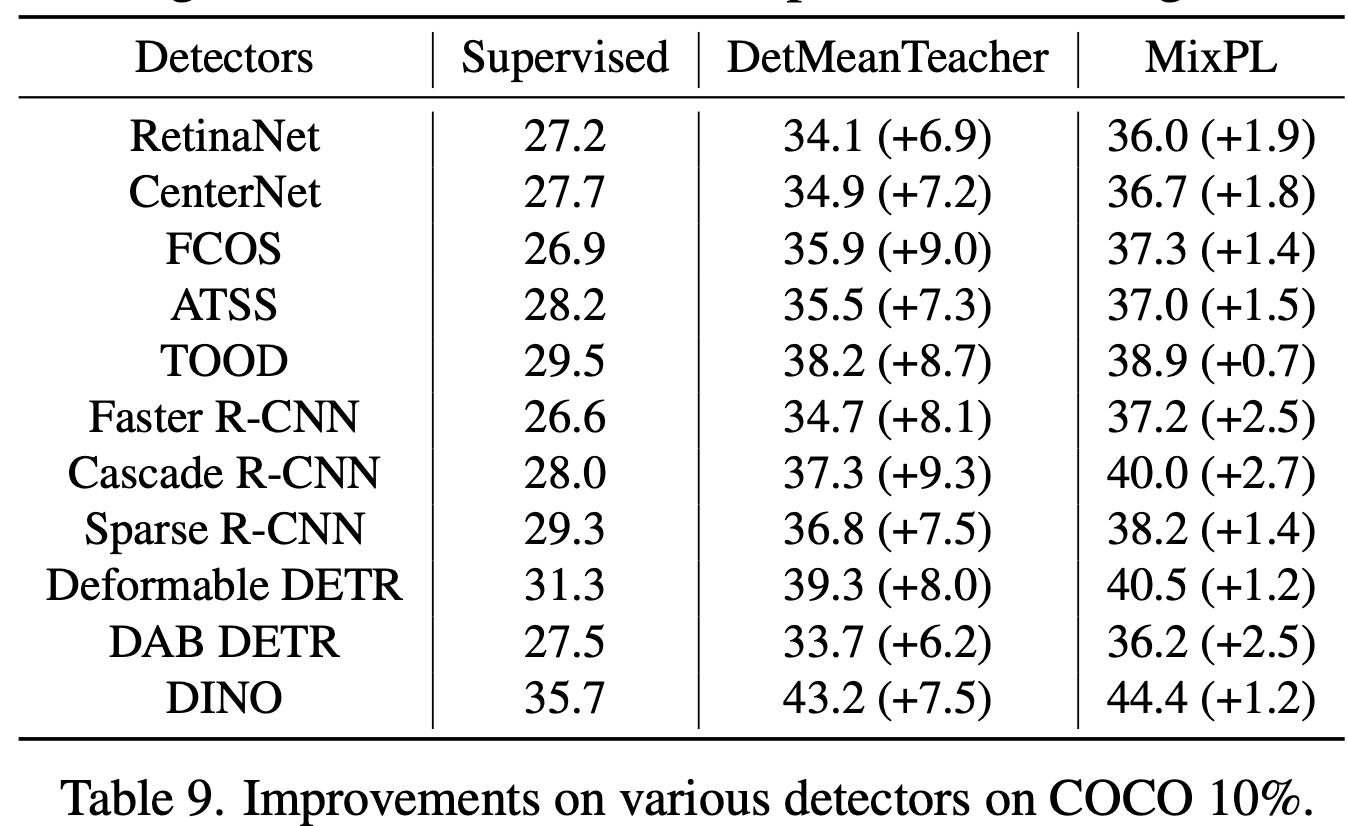 Detectors Supervised DetMeanTeacher MixPL
RetinaNet 27.2 34.1 (+6.9) 36.0 (+1.9)
CenterNet 27.7 34.9 (+7.2) 36.7 (+1.8)
FCOS 26.9 35.9 (+9.0) 37.3 (+1.4)
ATSS 28.2 35.5 (+7.3) 37.0 (+1.5)
TOOD 29.5 38.2 (+8.7) 38.9 (+0.7)
Faster R-CNN 26.6 34.7 (+8.1) 37.2 (+2.5)
Cascade R-CNN 28.0 37.3 (+9.3) 40.0 (+2.7)
Sparse R-CNN 29.3 36.8 (+7.5) 38.2 (+1.4)
Deformable DETR 31.3 39.3 (+8.0) 40.5 (+1.2)
DAB DETR 27.5 33.7 (+6.2) 36.2 (+2.5)
DINO 35.7 43.2 (+7.5) 44.4 (+1.2)
Table 9. Improvements on various detectors on COCO 10%.